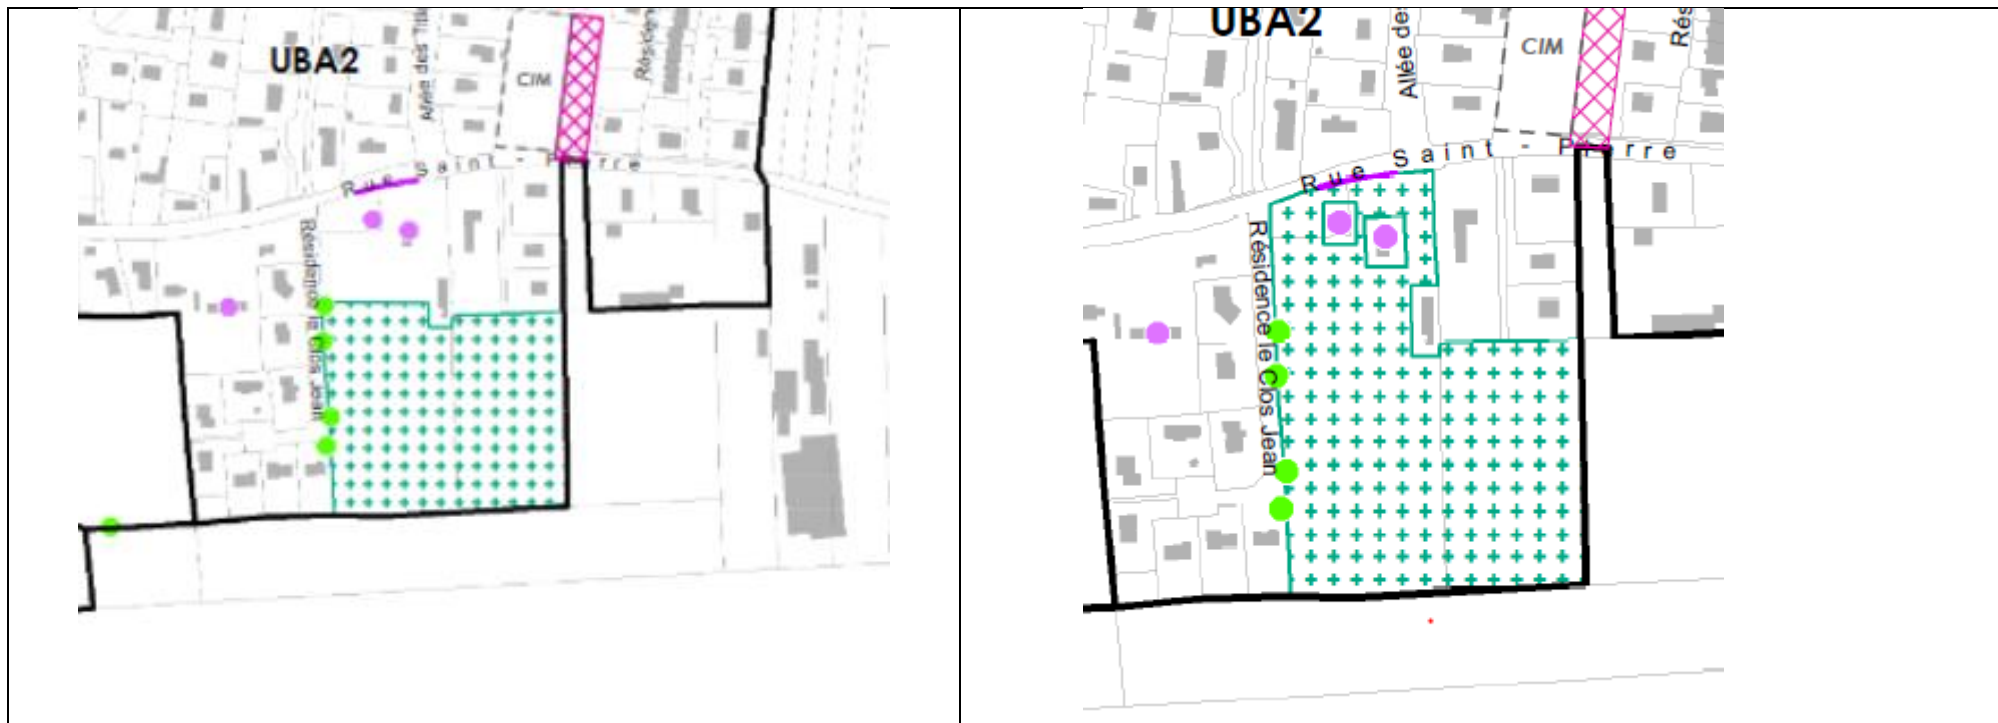 UBA2
CIM
Rue Saint - Pierre
Résidence le Clos Jean
UBA2
Allée des
CIM
Rés
Rue Saint - Pierre
Résidence le Clos Jean